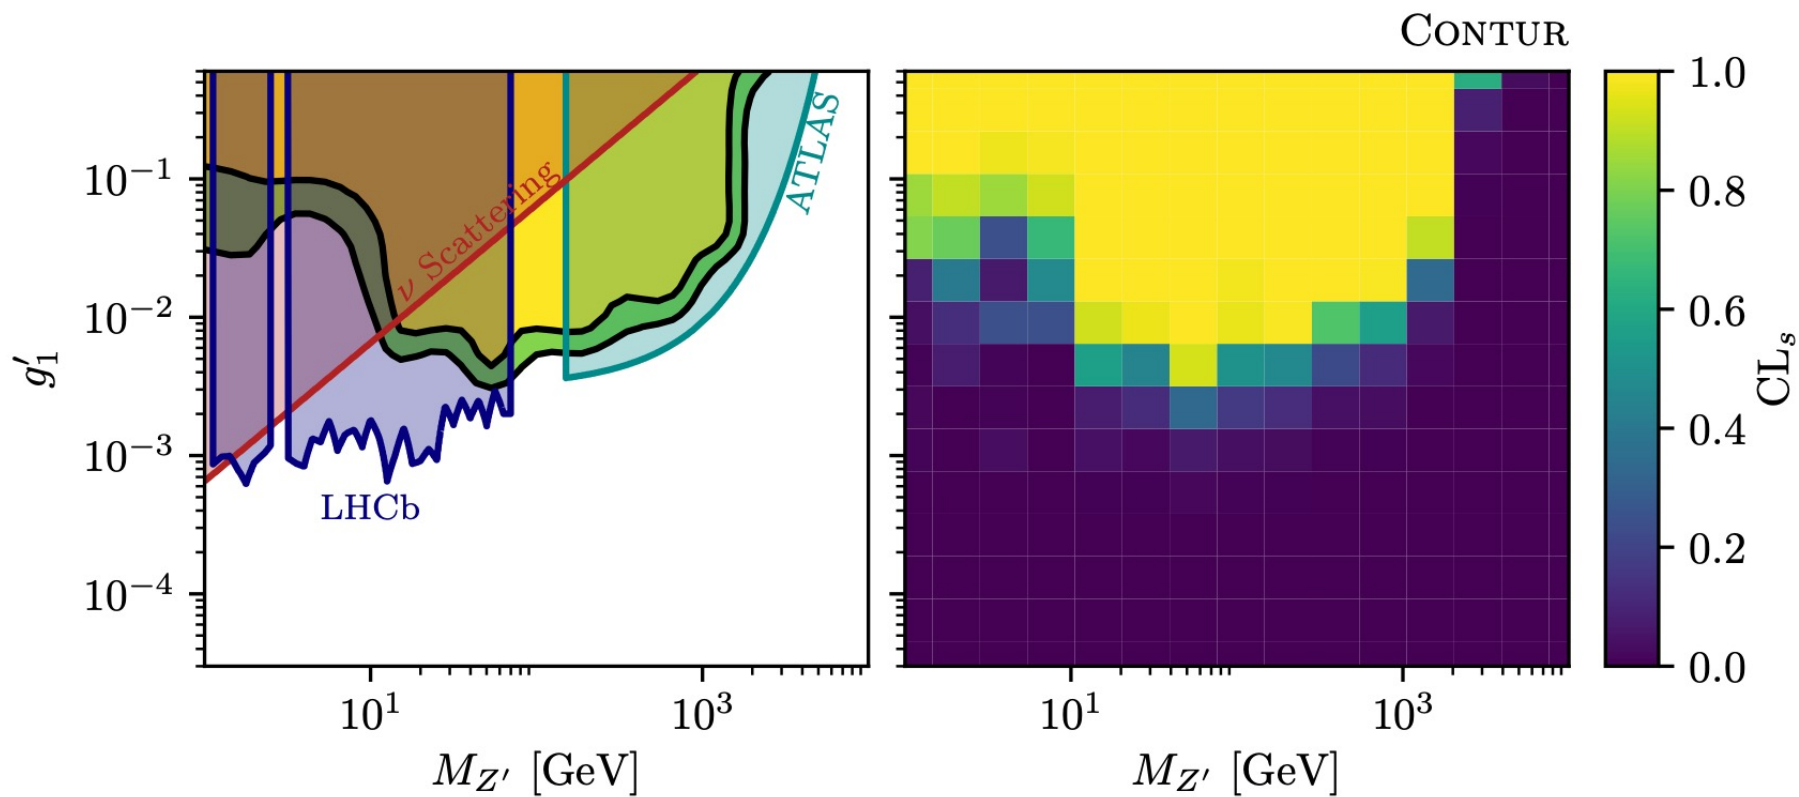 CONTUR
10⁻¹
10⁻²
10⁻³
10⁻⁴
g′₁
ν Scattering
ATLAS
LHCb
10¹
10³
M_Z′ [GeV]
10¹
10³
M_Z′ [GeV]
1.0
0.8
0.6
0.4
0.2
0.0
CLₛ